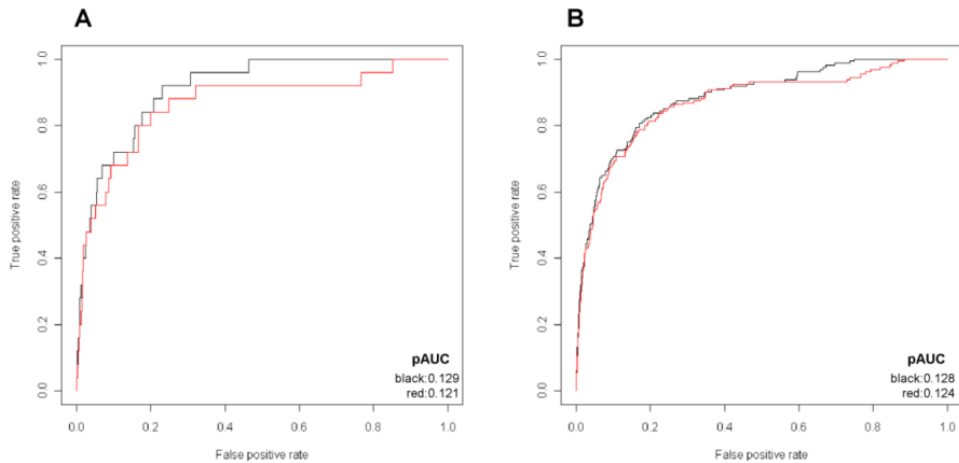 A
True positive rate
1.0
0.8
0.6
0.4
0.2
0.0
pAUC
black:0.129
red:0.121
0.0 0.2 0.4 0.6 0.8 1.0
False positive rate
B
True positive rate
1.0
0.8
0.6
0.4
0.2
0.0
pAUC
black:0.128
red:0.124
0.0 0.2 0.4 0.6 0.8 1.0
False positive rate